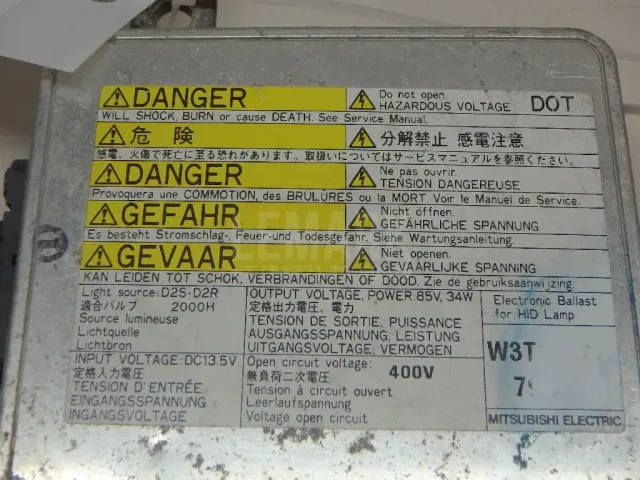 DANGER
Do not open.
HAZARDOUS VOLTAGE
DOT
WILL SHOCK, BURN or cause DEATH. See Service Manual.
危 険
分解禁止 感電注意
感電、火傷で死亡に至る恐れがあります。取扱いについてはサービスマニュアルを参照ください。
DANGER
Ne pas ouvrir.
TENSION DANGEREUSE
Provoquera une COMMOTION, des BRULÛRES ou la MORT. Voir le Manuel de Service.
GEFAHR
Nicht öffnen.
GEFÄHRLICHE SPANNUNG
Es besteht Stromschlag-, Feuer-und Todesgefahr. Siehe Wartungsanleitung.
GEVAAR
Niet openen.
GEVAARLIJKE SPANNING
KAN LEIDEN TOT SCHOK, VERBRANDINGEN OF DOOD. Zie de gebruiksaanwijzing.
Light source:D2S·D2R
適合バルブ 2000H
Source lumineuse
Lichtquelle
Lichtbron
INPUT VOLTAGE:DC13.5V
定格入力電圧
TENSION D'ENTRÉE
EINGANGSSPANNUNG
INGANGSVOLTAGE
OUTPUT VOLTAGE, POWER:85V, 34W
定格出力電圧、電力
TENSION DE SORTIE, PUISSANCE
AUSGANGSSPANNUNG, LEISTUNG
UITGANGSVOLTAGE; VERMOGEN
Open circuit voltage:
無負荷二次電圧 400V
Tension à circuit ouvert
Leerlaufspannung
Voltage open circuit
Electronic Ballast
for HID Lamp
W3T
7
MITSUBISHI ELECTRIC